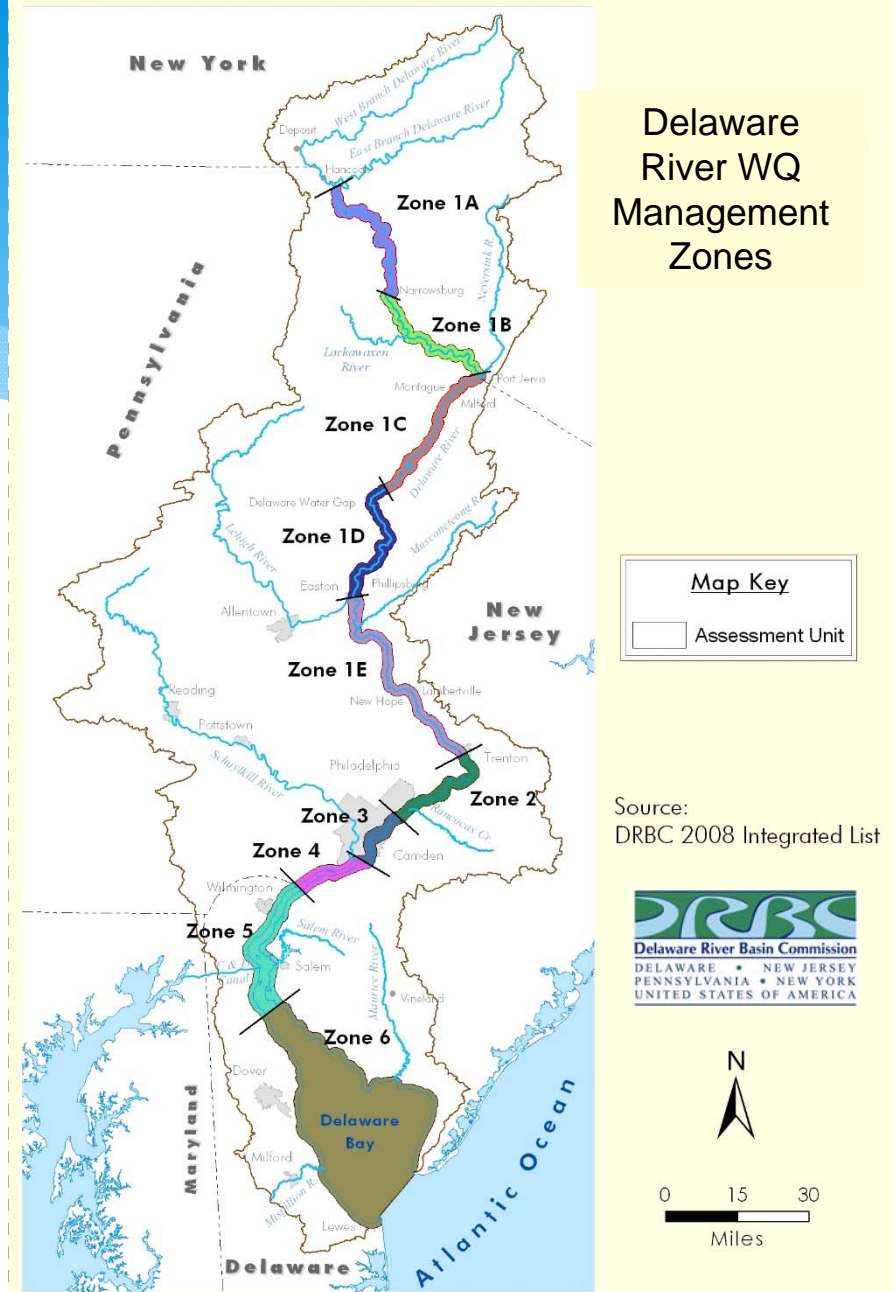 New York
West Branch Delaware River
Deposit
East Branch Delaware River
Hancock
Delaware
River WQ
Management
Zones
Zone 1A
Neversink R.
Pennsylvania
Narrowsburg
Zone 1B
Lackawaxen
River
Port Jervis
Montague
Milford
Zone 1C
Delaware River
Delaware Water Gap
Musconetcong R.
Lehigh River
Zone 1D
Easton
Phillipsburg
Allentown
New
Jersey
Map Key
Assessment Unit
Zone 1E
Lambertville
New Hope
Reading
Pottstown
Trenton
Schuylkill River
Philadelphia
Zone 2
Zone 3
Rancocas Cr.
Camden
Zone 4
Source:
DRBC 2008 Integrated List
Wilmington
Zone 5
Salem River
C & D
Canal
Salem
Maurice River
Vineland
DRBC
Delaware River Basin Commission
DELAWARE • NEW JERSEY
PENNSYLVANIA • NEW YORK
UNITED STATES OF AMERICA
Zone 6
Dover
N
Maryland
Delaware
Bay
Atlantic Ocean
Milford
Mispillion R.
Lewes
0 15 30
Miles
Delaware